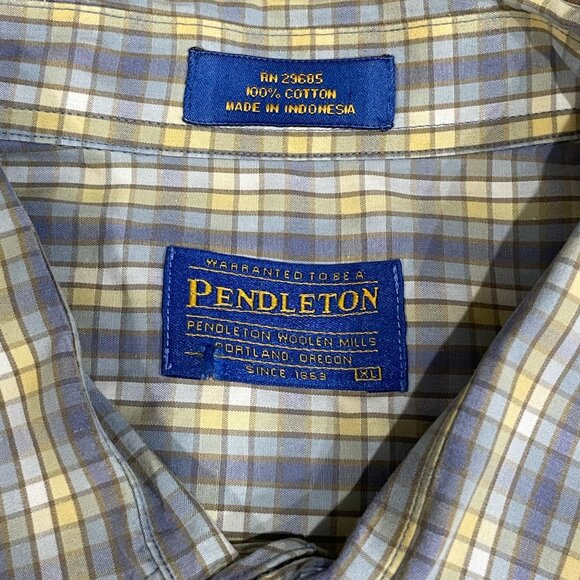 RN 29685
100% COTTON
MADE IN INDONESIA
WARRANTED TO BE A
PENDLETON
PENDLETON WOOLEN MILLS
PORTLAND, OREGON
SINCE 1863 XL